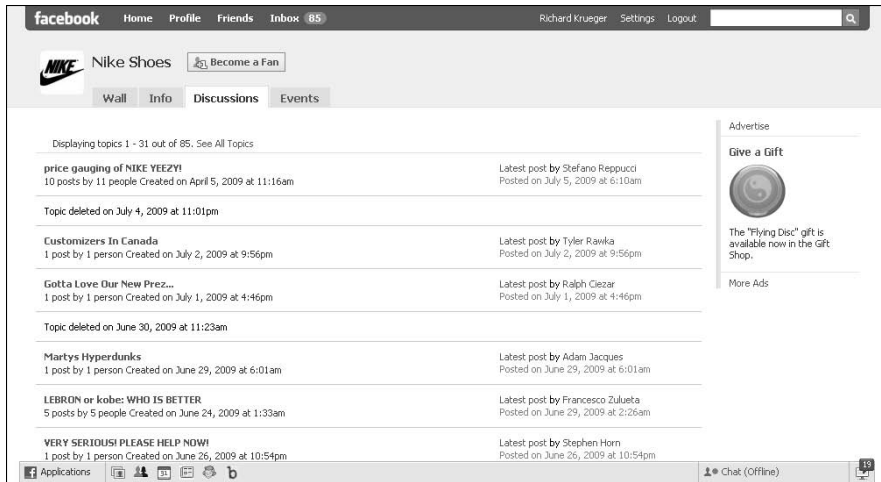 facebook Home Profile Friends Inbox 85 Richard Krueger Settings Logout
NIKE Nike Shoes Become a Fan
Wall Info Discussions Events
Displaying topics 1 - 31 out of 85. See All Topics
price gauging of NIKE YEEZY!
10 posts by 11 people Created on April 5, 2009 at 11:16am
Latest post by Stefano Reppucci
Posted on July 5, 2009 at 6:10am
Topic deleted on July 4, 2009 at 11:01pm
Customizers In Canada
1 post by 1 person Created on July 2, 2009 at 9:56pm
Latest post by Tyler Rawka
Posted on July 2, 2009 at 9:56pm
Gotta Love Our New Prez...
1 post by 1 person Created on July 1, 2009 at 4:46pm
Latest post by Ralph Ciezar
Posted on July 1, 2009 at 4:46pm
Topic deleted on June 30, 2009 at 11:23am
Martys Hyperdunks
1 post by 1 person Created on June 29, 2009 at 6:01am
Latest post by Adam Jacques
Posted on June 29, 2009 at 6:01am
LEBRON or kobe: WHO IS BETTER
5 posts by 5 people Created on June 24, 2009 at 1:33am
Latest post by Francesco Zulueta
Posted on June 29, 2009 at 2:26am
VERY SERIOUS! PLEASE HELP NOW!
1 post by 1 person Created on June 26, 2009 at 10:54pm
Latest post by Stephen Horn
Posted on June 26, 2009 at 10:54pm
Advertise
Give a Gift
The "Flying Disc" gift is
available now in the Gift
Shop.
More Ads
f Applications 31 b Chat (Offline) 19